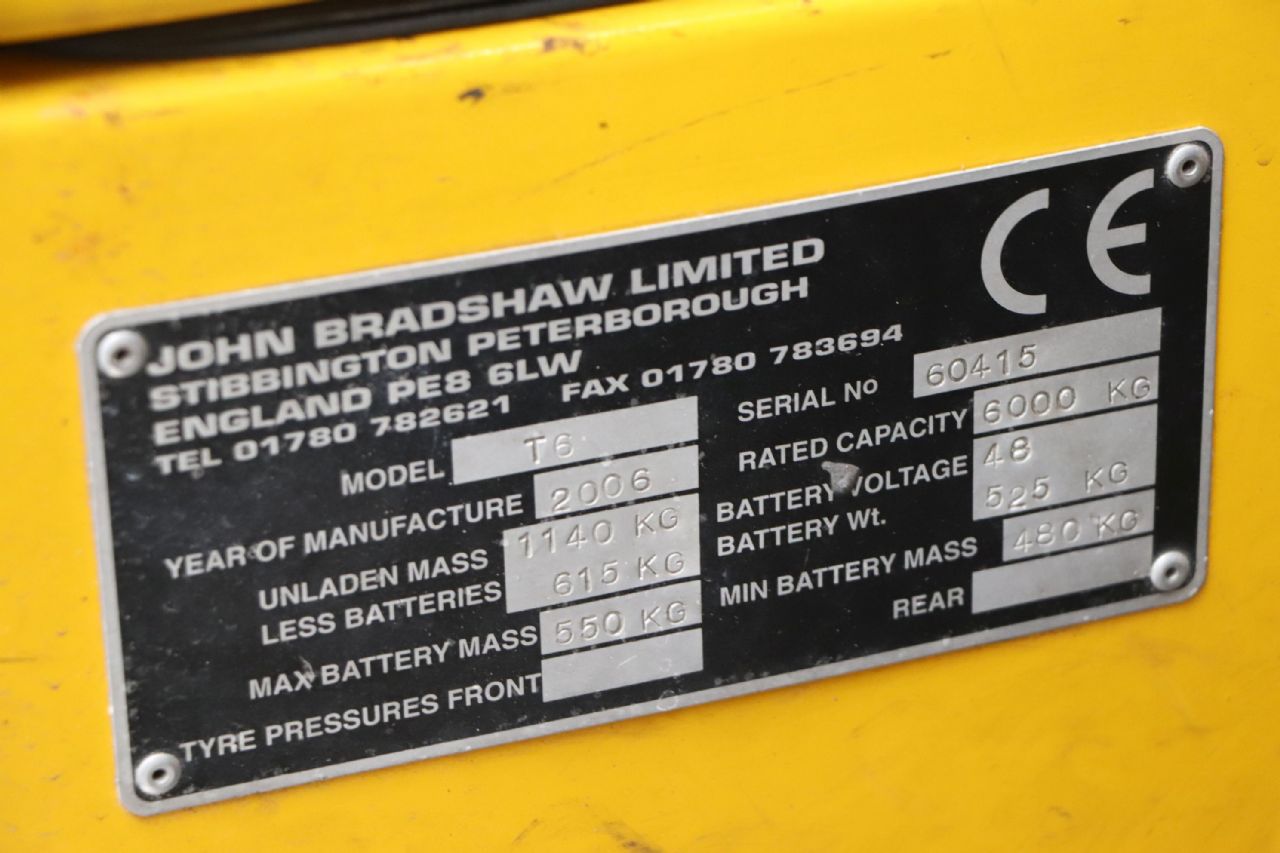 CE
JOHN BRADSHAW LIMITED
STIBBINGTON PETERBOROUGH
ENGLAND PE8 6LW
TEL 01780 782621 FAX 01780 783694
MODEL T6 SERIAL No 60415
YEAR OF MANUFACTURE 2006 RATED CAPACITY 6000 KG
UNLADEN MASS 1140 KG BATTERY VOLTAGE 48
LESS BATTERIES 615 KG BATTERY Wt. 525 KG
MAX BATTERY MASS 550 KG MIN BATTERY MASS 480 KG
TYRE PRESSURES FRONT REAR